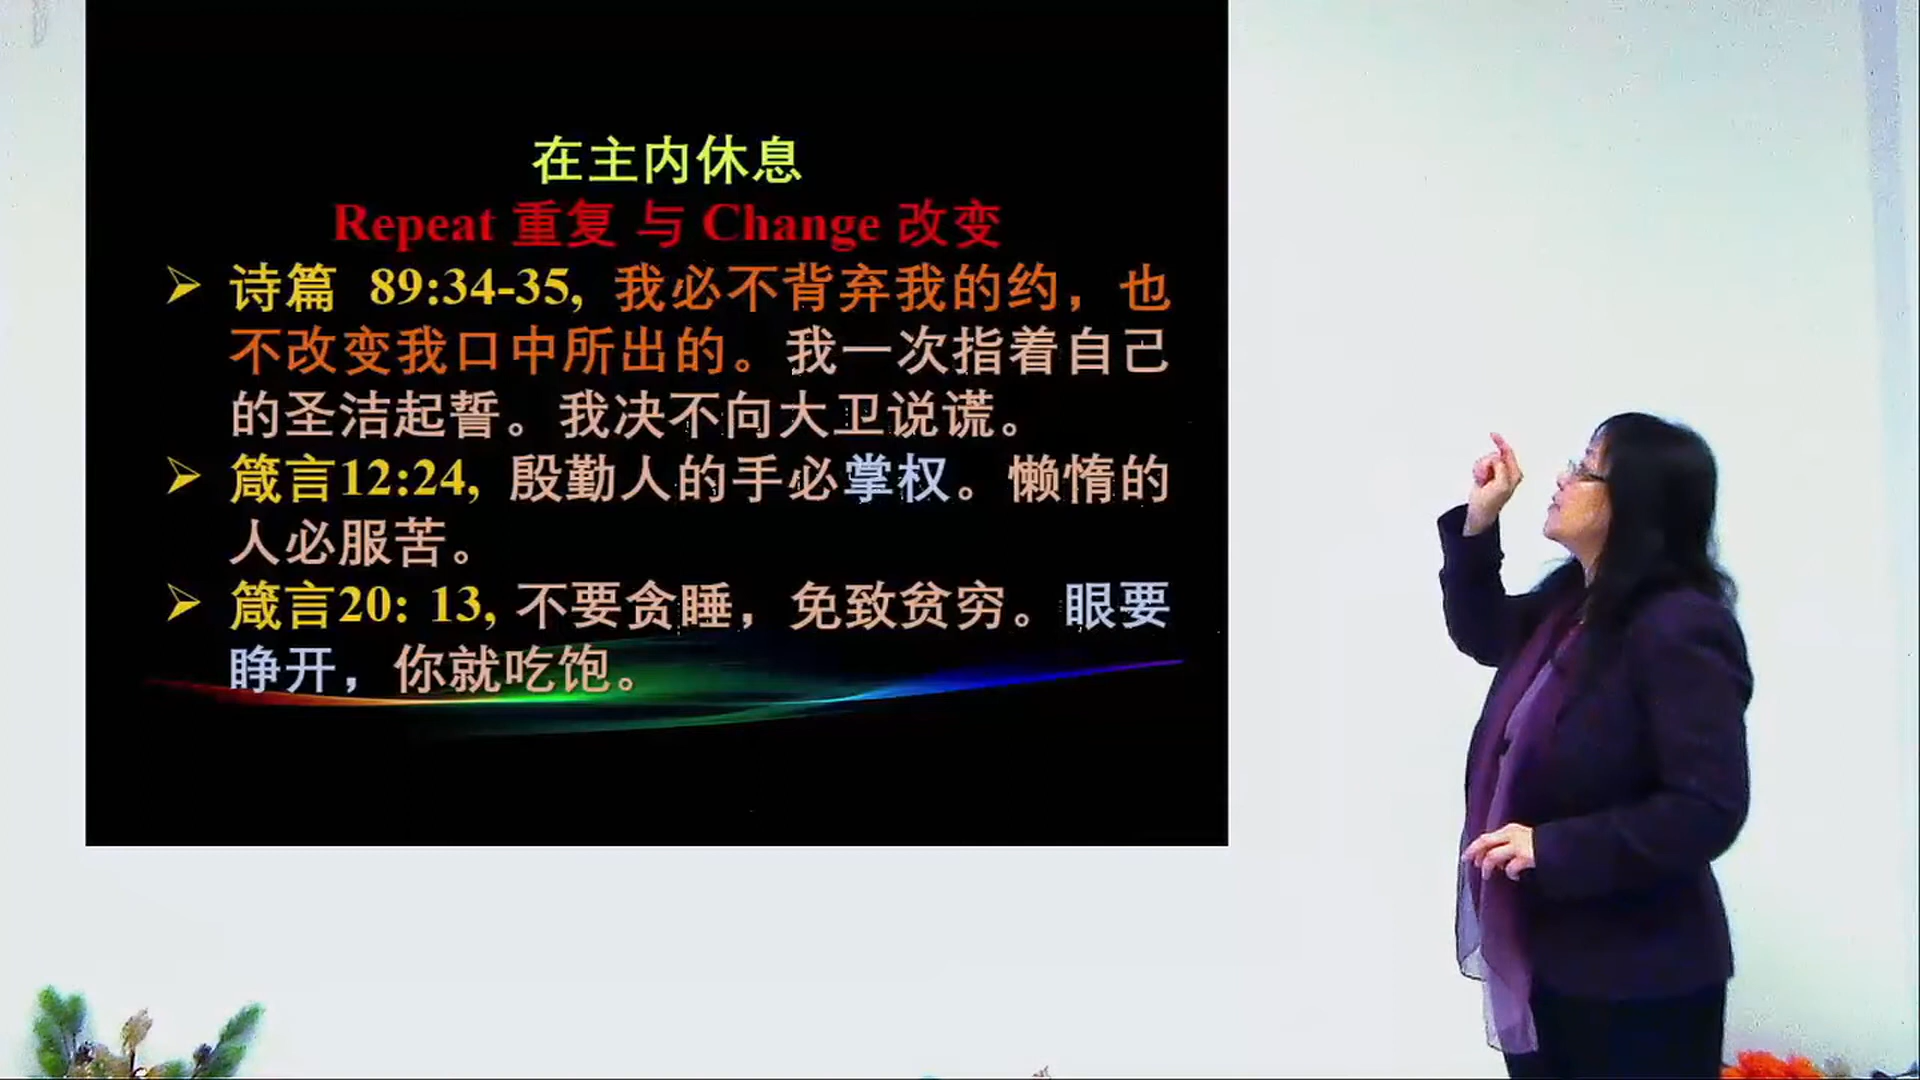 在主内休息
Repeat 重复 与 Change 改变
诗篇 89:34-35, 我必不背弃我的约，也
不改变我口中所出的。我一次指着自己
的圣洁起誓。我决不向大卫说谎。
箴言12:24, 殷勤人的手必掌权。懒惰的
人必服苦。
箴言20: 13, 不要贪睡，免致贫穷。眼要
睁开，你就吃饱。